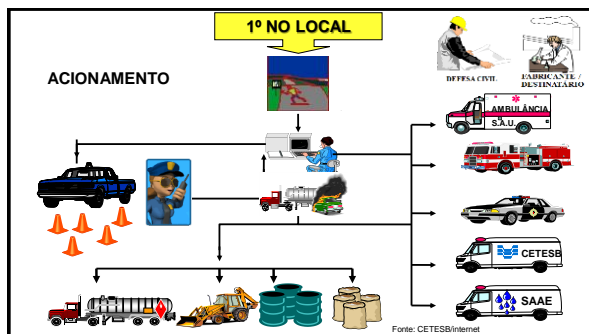 1º NO LOCAL
ACIONAMENTO
DEFESA CIVIL
FABRICANTE /
DESTINATÁRIO
AMBULÂNCIA
S.A.U.
CETESB
SAAE
Fonte: CETESB/internet